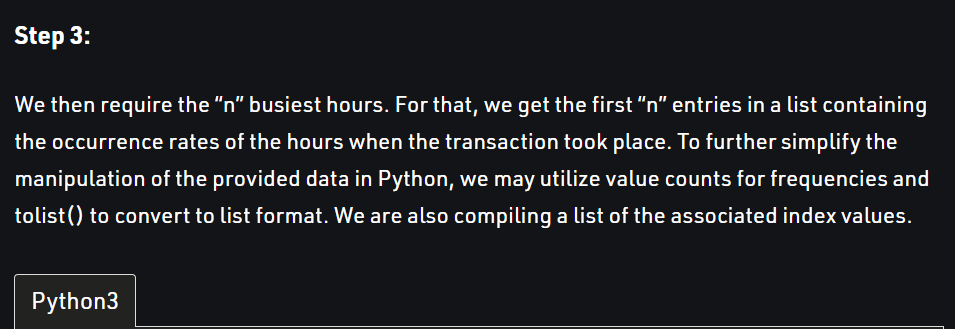 Step 3:
We then require the “n” busiest hours. For that, we get the first “n” entries in a list containing
the occurrence rates of the hours when the transaction took place. To further simplify the
manipulation of the provided data in Python, we may utilize value counts for frequencies and
tolist() to convert to list format. We are also compiling a list of the associated index values.
Python3